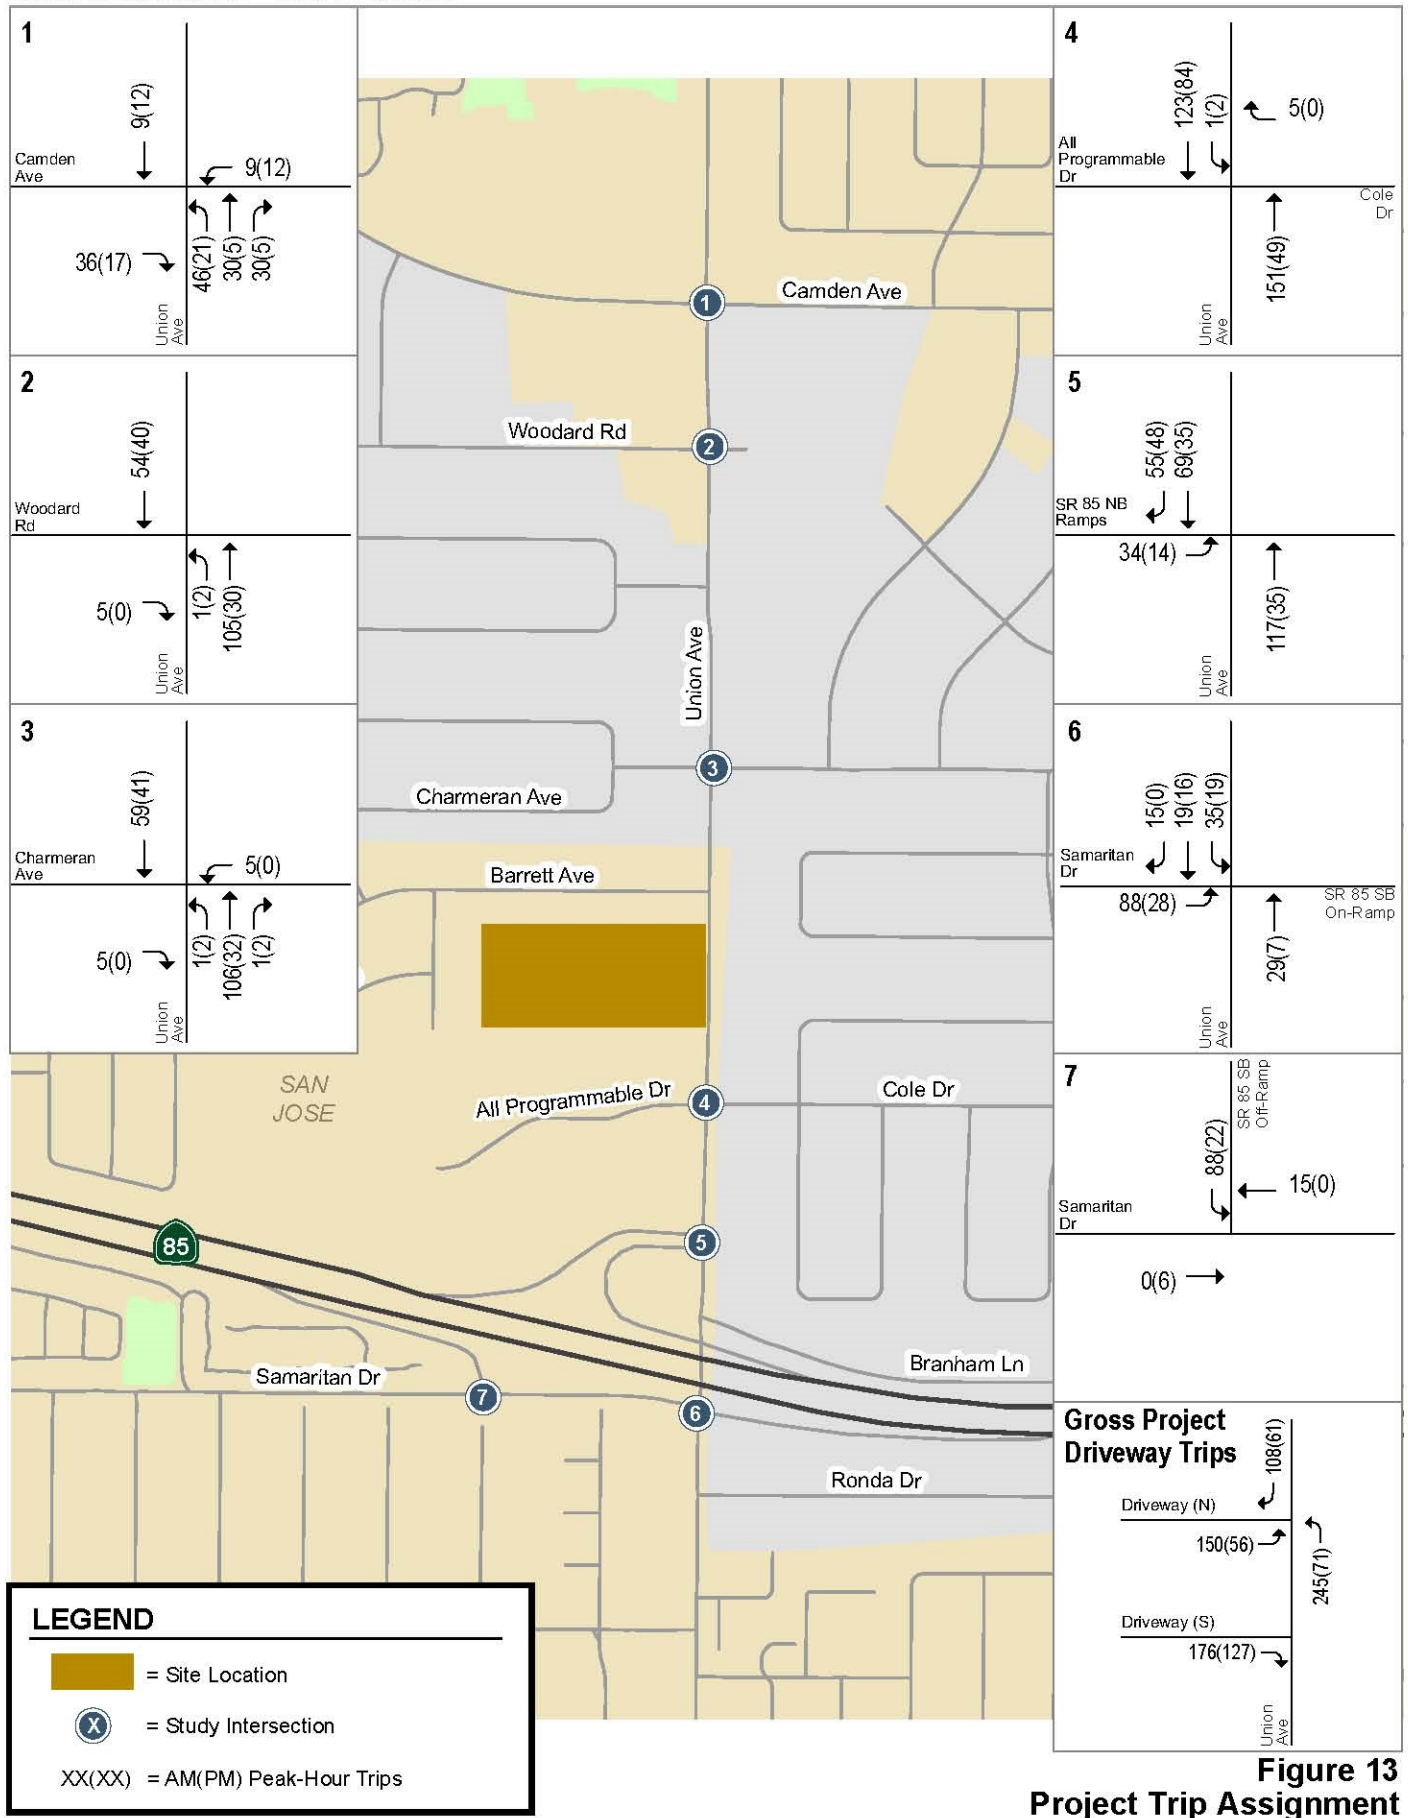 1
9(12)
Camden
Ave
9(12)
36(17)
46(21)
30(5)
30(5)
Union
Ave
2
54(40)
Woodard
Rd
5(0)
1(2)
105(30)
Union
Ave
3
59(41)
Charmeran
Ave
5(0)
5(0)
1(2)
106(32)
1(2)
Union
Ave
4
123(84)
1(2)
5(0)
All
Programmable
Dr
Cole
Dr
151(49)
Union
Ave
5
55(48)
69(35)
SR 85 NB
Ramps
34(14)
117(35)
Union
Ave
6
15(0)
19(16)
35(19)
Samaritan
Dr
88(28)
SR 85 SB
On-Ramp
29(7)
Union
Ave
7
SR 85 SB
Off-Ramp
88(22)
15(0)
Samaritan
Dr
0(6)
Gross Project
Driveway Trips
108(61)
Driveway (N)
150(56)
245(71)
Driveway (S)
176(127)
Union
Ave
1
Camden Ave
Woodard Rd
2
Union Ave
3
Charmeran Ave
Barrett Ave
SAN
JOSE
All Programmable Dr
4
Cole Dr
85
5
Branham Ln
Samaritan Dr
7
6
Ronda Dr
LEGEND
= Site Location
X
= Study Intersection
XX(XX) = AM(PM) Peak-Hour Trips
Figure 13
Project Trip Assignment